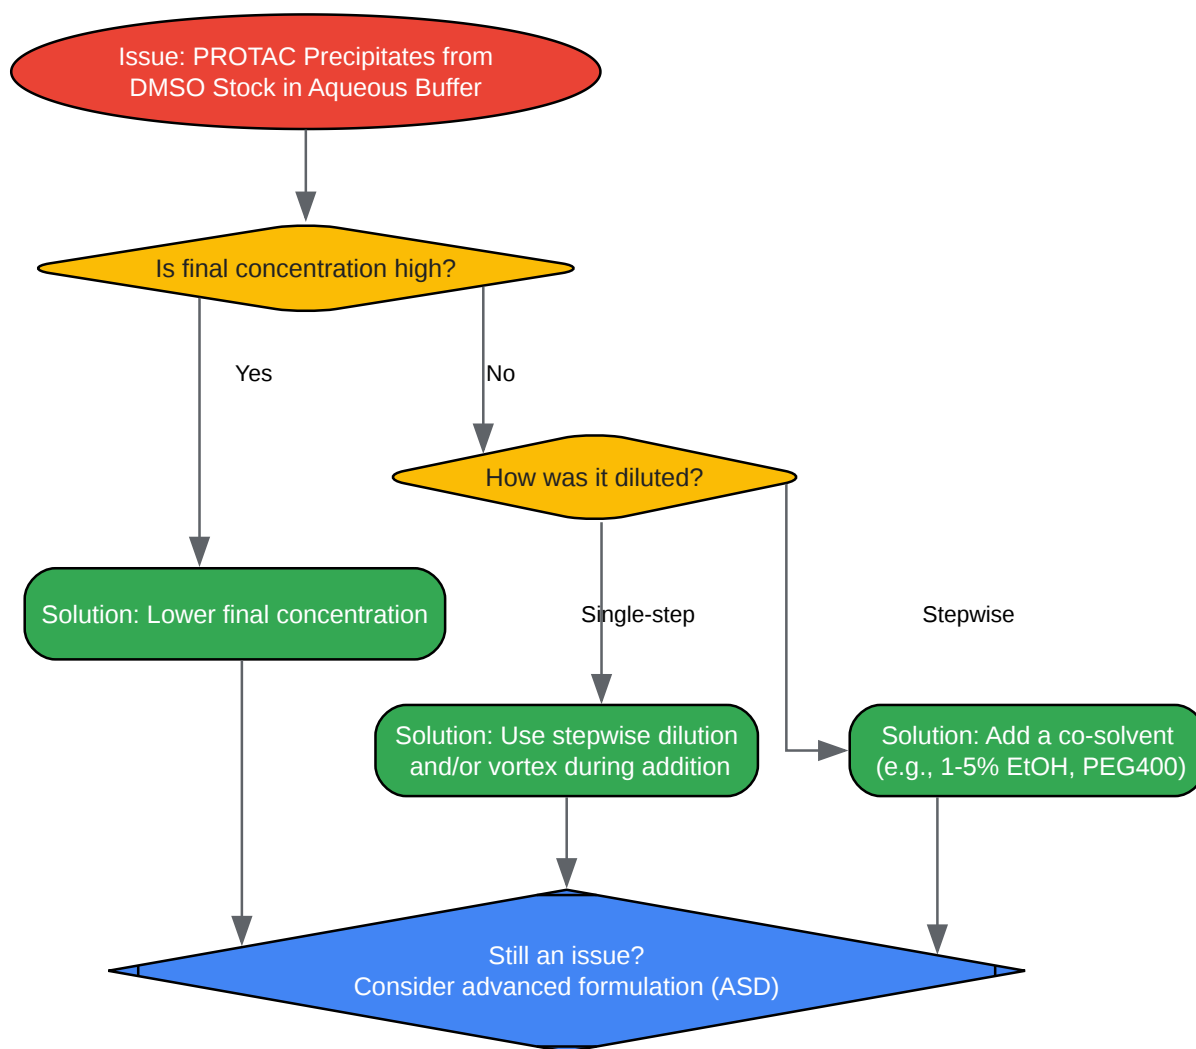 Issue: PROTAC Precipitates from
DMSO Stock in Aqueous Buffer
Is final concentration high?
Yes
No
How was it diluted?
Solution: Lower final concentration
Single-step
Stepwise
Solution: Use stepwise dilution
and/or vortex during addition
Solution: Add a co-solvent
(e.g., 1-5% EtOH, PEG400)
Still an issue?
Consider advanced formulation (ASD)